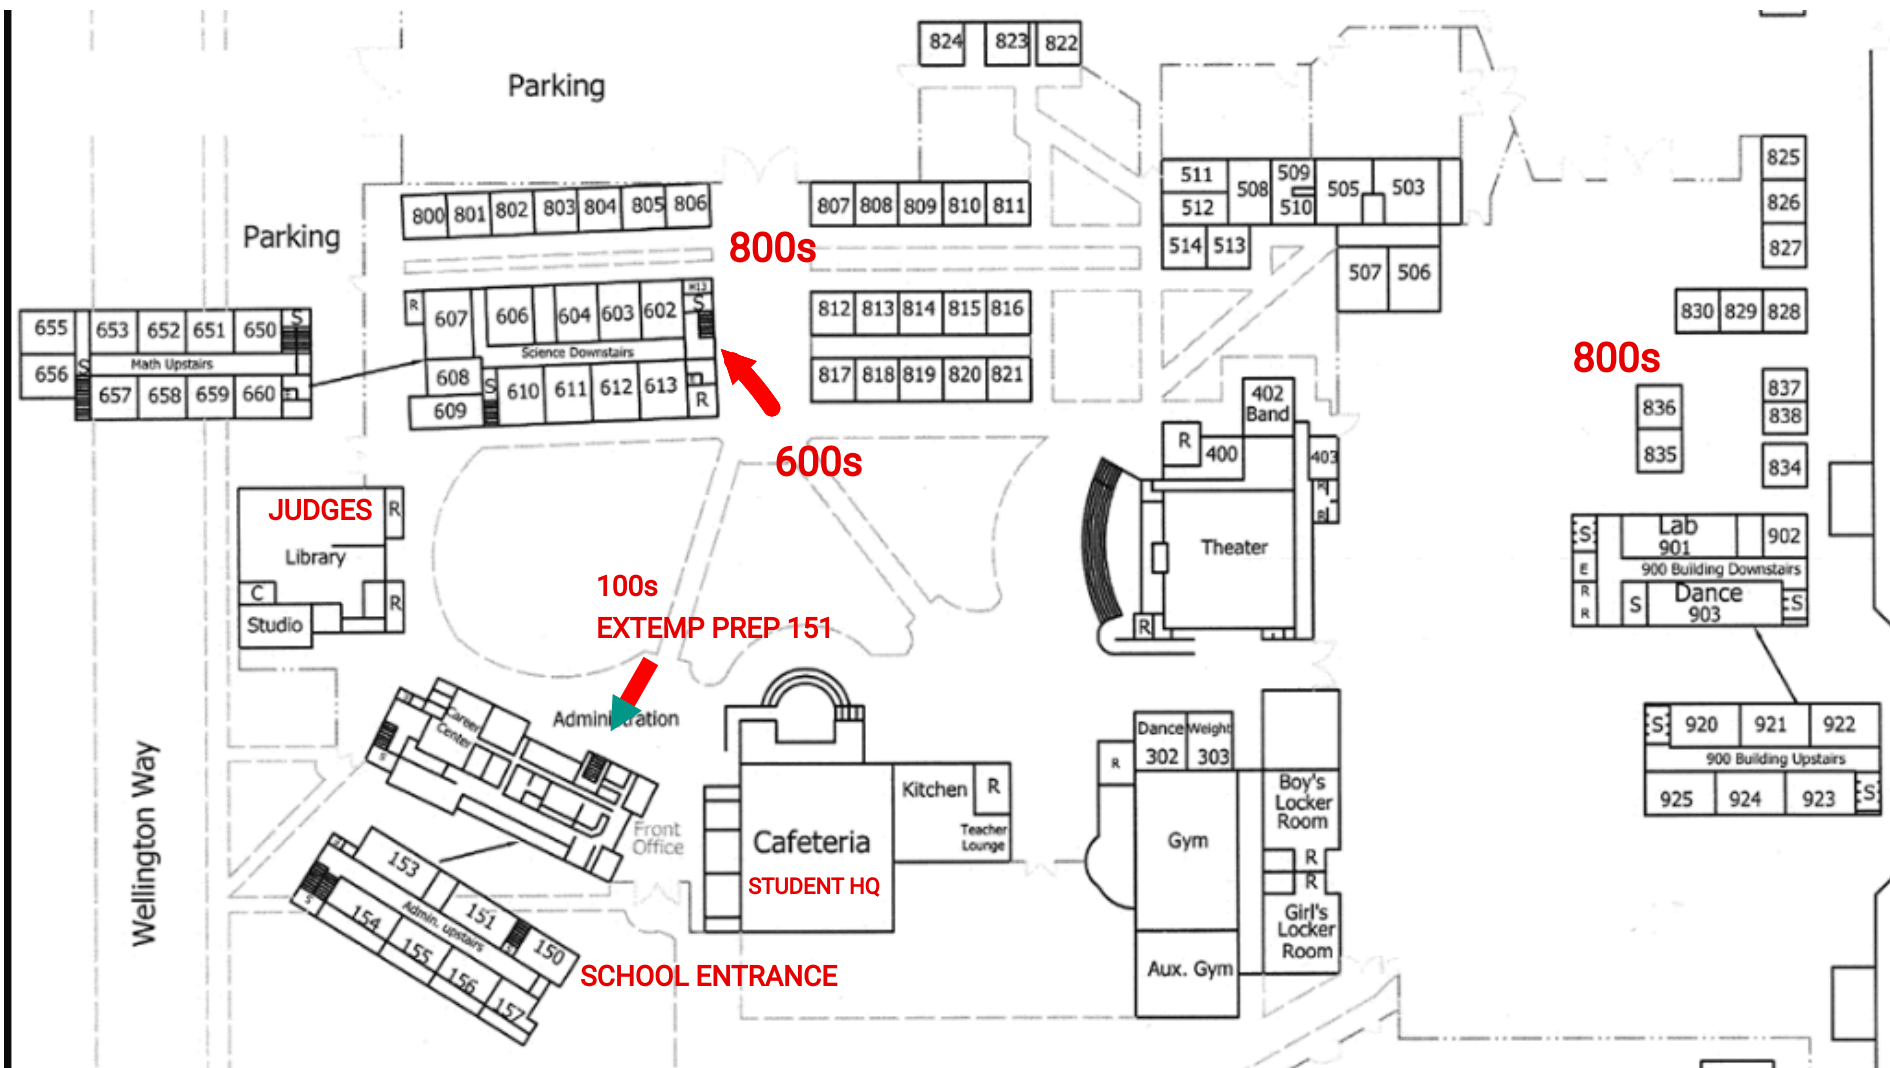 824 823 822
Parking
825
826
827
511 509 508 505 503
512 510
514 513
507 506
800 801 802 803 804 805 806
807 808 809 810 811
Parking
800s
830 829 828
R 607 606 604 603 602 S
812 813 814 815 816
655 653 652 651 650 S
Math Upstairs
656 S 657 658 659 660
Science Downstairs
608 S 610 611 612 613
609 R
817 818 819 820 821
800s
837
838
836
835
834
600s
402
Band
R 400 403
Theater
R
R
R
JUDGES R
Library
C
Studio R
100s
EXTEMP PREP 151
S Lab 902
901
E 900 Building Downstairs
R Dance S
R S 903
Career
Center
Administration
S
Front
Office
153
151
150
Admin. upstairs
S
154
155
156
157
SCHOOL ENTRANCE
Wellington Way
Kitchen R
Teacher
Lounge
Cafeteria
STUDENT HQ
Dance Weight
R 302 303
Gym
Aux. Gym
Boy's
Locker
Room
R
R
Girl's
Locker
Room
S 920 921 922
900 Building Upstairs
925 924 923 S